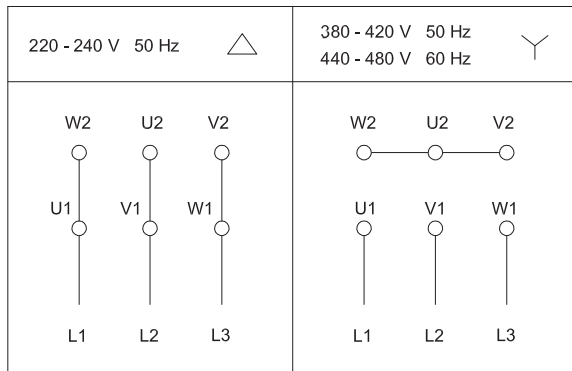 220 - 240 V 50 Hz
380 - 420 V 50 Hz
440 - 480 V 60 Hz
W2 U2 V2
U1 V1 W1
L1 L2 L3
W2 U2 V2
U1 V1 W1
L1 L2 L3